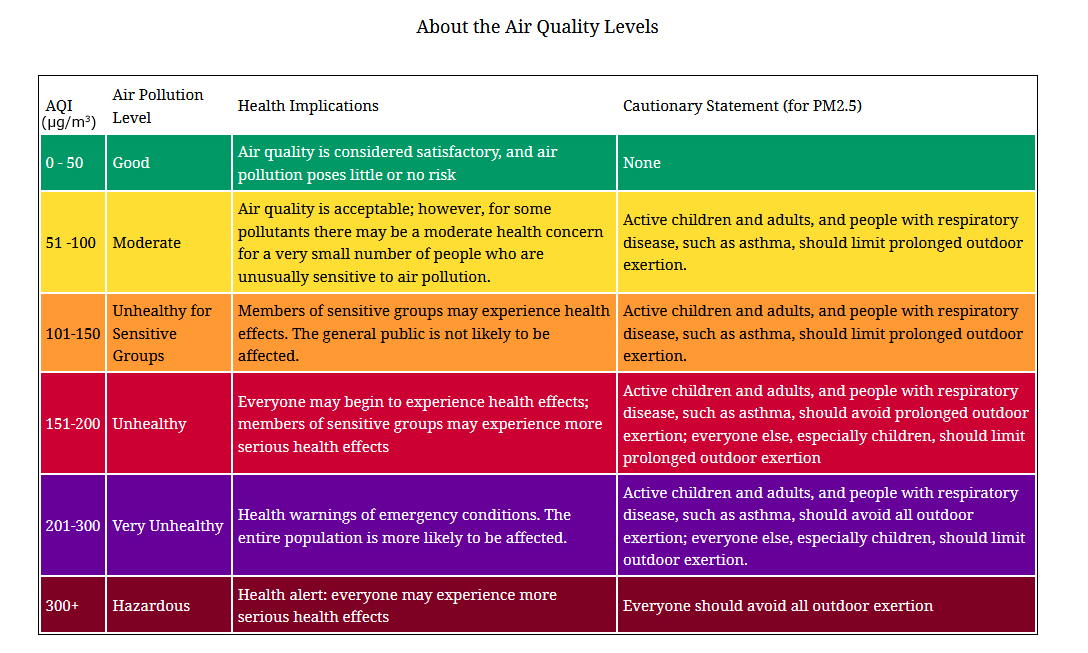 About the Air Quality Levels
AQI
(µg/m³)
Air Pollution
Level
Health Implications
Cautionary Statement (for PM2.5)
0 - 50
Good
Air quality is considered satisfactory, and air
pollution poses little or no risk
None
51 -100
Moderate
Air quality is acceptable; however, for some
pollutants there may be a moderate health concern
for a very small number of people who are
unusually sensitive to air pollution.
Active children and adults, and people with respiratory
disease, such as asthma, should limit prolonged outdoor
exertion.
101-150
Unhealthy for
Sensitive
Groups
Members of sensitive groups may experience health
effects. The general public is not likely to be
affected.
Active children and adults, and people with respiratory
disease, such as asthma, should limit prolonged outdoor
exertion.
151-200
Unhealthy
Everyone may begin to experience health effects;
members of sensitive groups may experience more
serious health effects
Active children and adults, and people with respiratory
disease, such as asthma, should avoid prolonged outdoor
exertion; everyone else, especially children, should limit
prolonged outdoor exertion
201-300
Very Unhealthy
Health warnings of emergency conditions. The
entire population is more likely to be affected.
Active children and adults, and people with respiratory
disease, such as asthma, should avoid all outdoor
exertion; everyone else, especially children, should limit
outdoor exertion.
300+
Hazardous
Health alert: everyone may experience more
serious health effects
Everyone should avoid all outdoor exertion